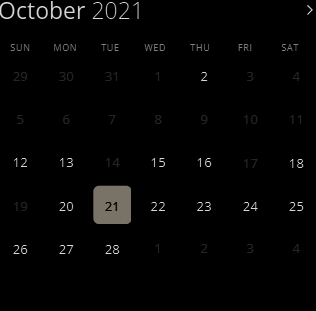 October 2021
SUN MON TUE WED THU FRI SAT
29 30 31 1 2 3 4
5 6 7 8 9 10 11
12 13 14 15 16 17 18
19 20 21 22 23 24 25
26 27 28 1 2 3 4